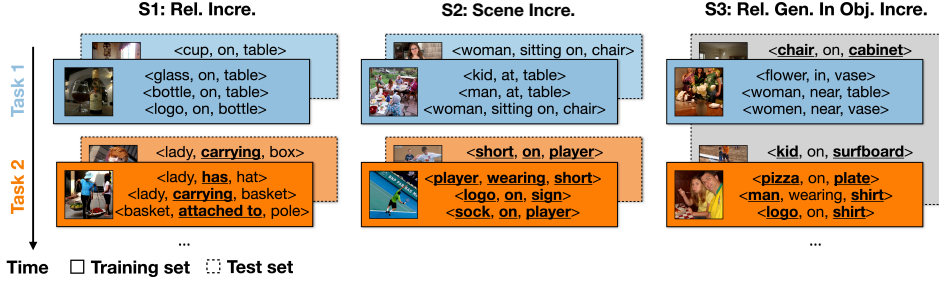 S1: Rel. Incre.
S2: Scene Incre.
S3: Rel. Gen. In Obj. Incre.
Task 1
<cup, on, table>
<glass, on, table>
<bottle, on, table>
<logo, on, bottle>
<woman, sitting on, chair>
<kid, at, table>
<man, at, table>
<woman, sitting on, chair>
<chair, on, cabinet>
<flower, in, vase>
<woman, near, table>
<women, near, vase>
Task 2
<lady, carrying, box>
<lady, has, hat>
<lady, carrying, basket>
<basket, attached to, pole>
<short, on, player>
<player, wearing, short>
<logo, on, sign>
<sock, on, player>
<kid, on, surfboard>
<pizza, on, plate>
<man, wearing, shirt>
<logo, on, shirt>
...
...
...
Time
Training set
Test set